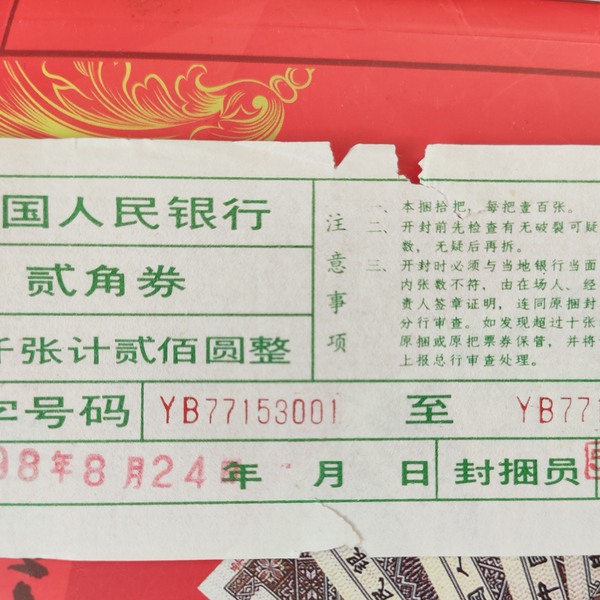 国人民银行
贰角券
千张计贰佰圆整
字号码 YB77153001 至 YB771
98年8月24 年 月 日 封捆员
注意事项
一、本捆拾把，每把壹百张。
二、开封前先检查有无破裂可疑
数，无疑后再拆。
三、开封时必须与当地银行当面
内张数不符，由在场人、经
责人签章证明，连同原捆封
分行审查。如发现超过十张
原捆或原把票券保管，并将
上报总行审查处理。